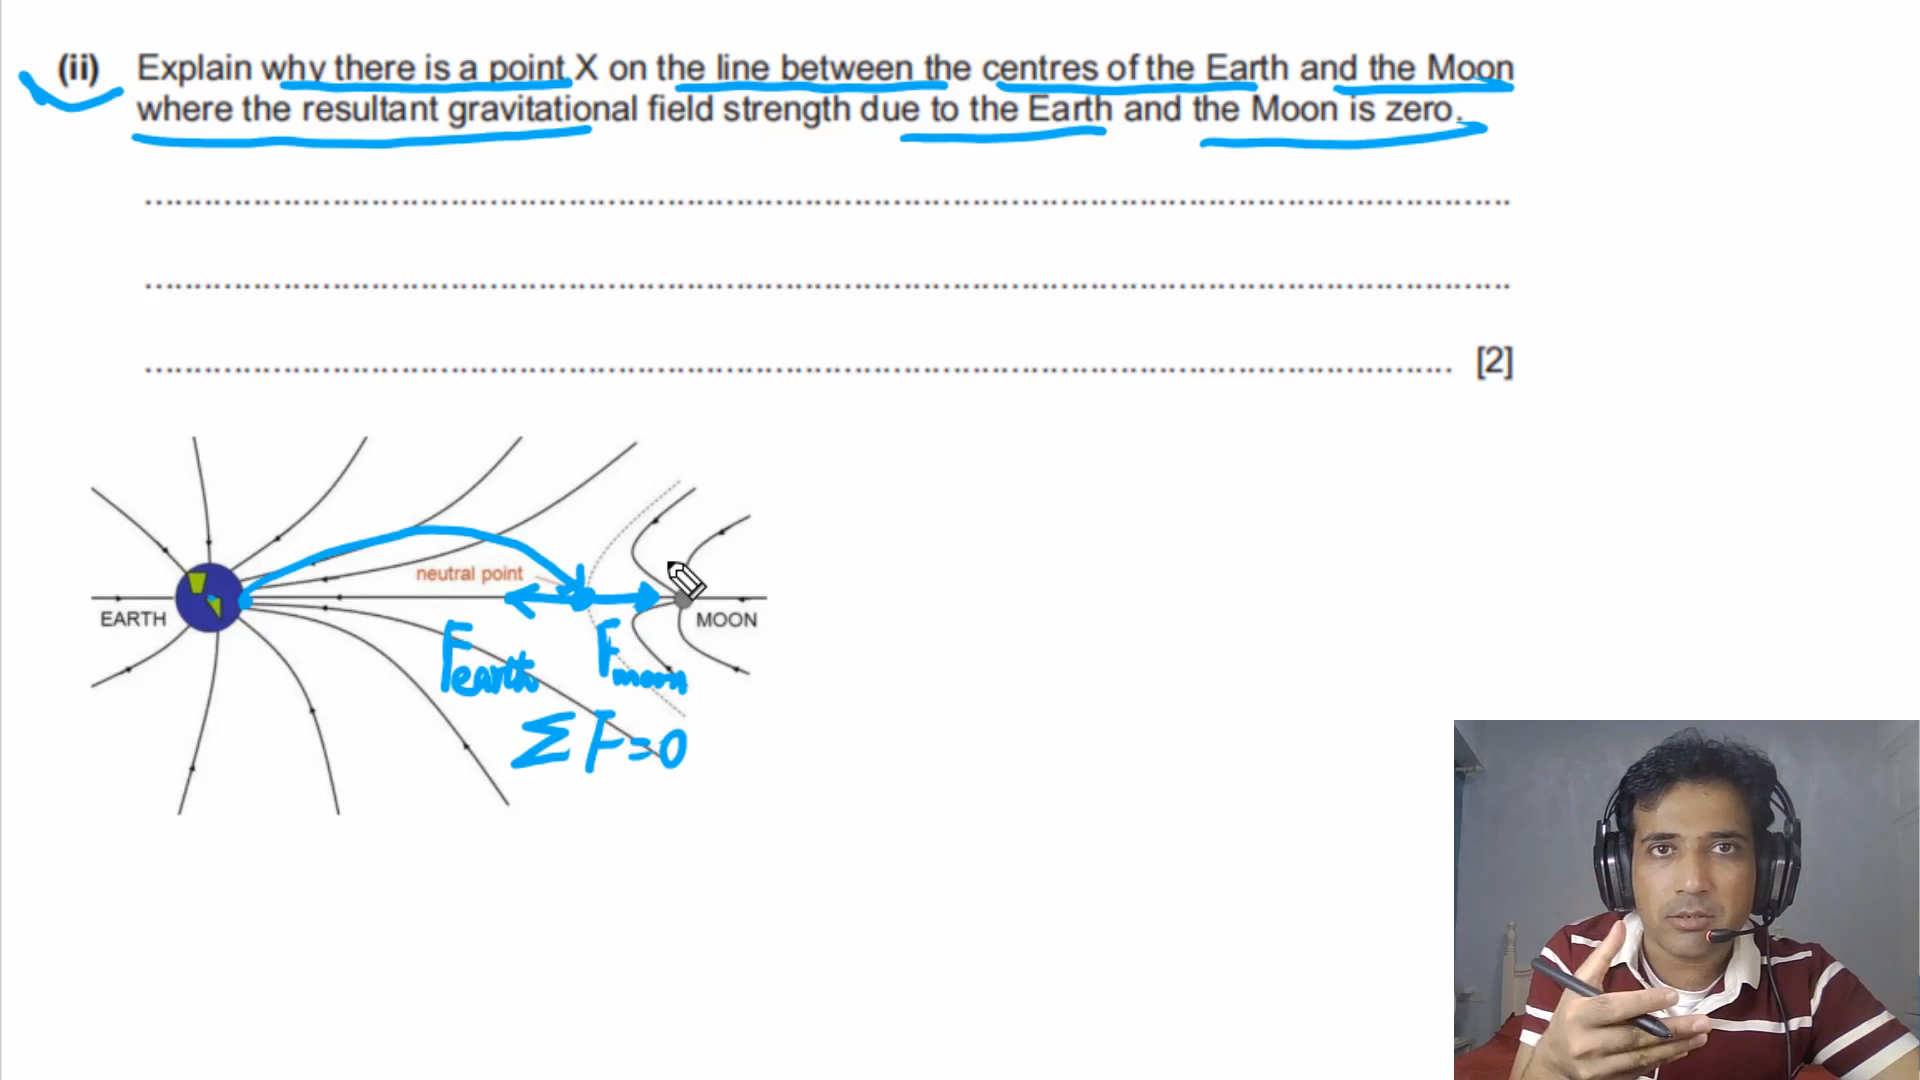 (ii) Explain why there is a point X on the line between the centres of the Earth and the Moon
where the resultant gravitational field strength due to the Earth and the Moon is zero.
[2]
neutral point
EARTH
MOON
Fearth
Fmoon
ΣF=0